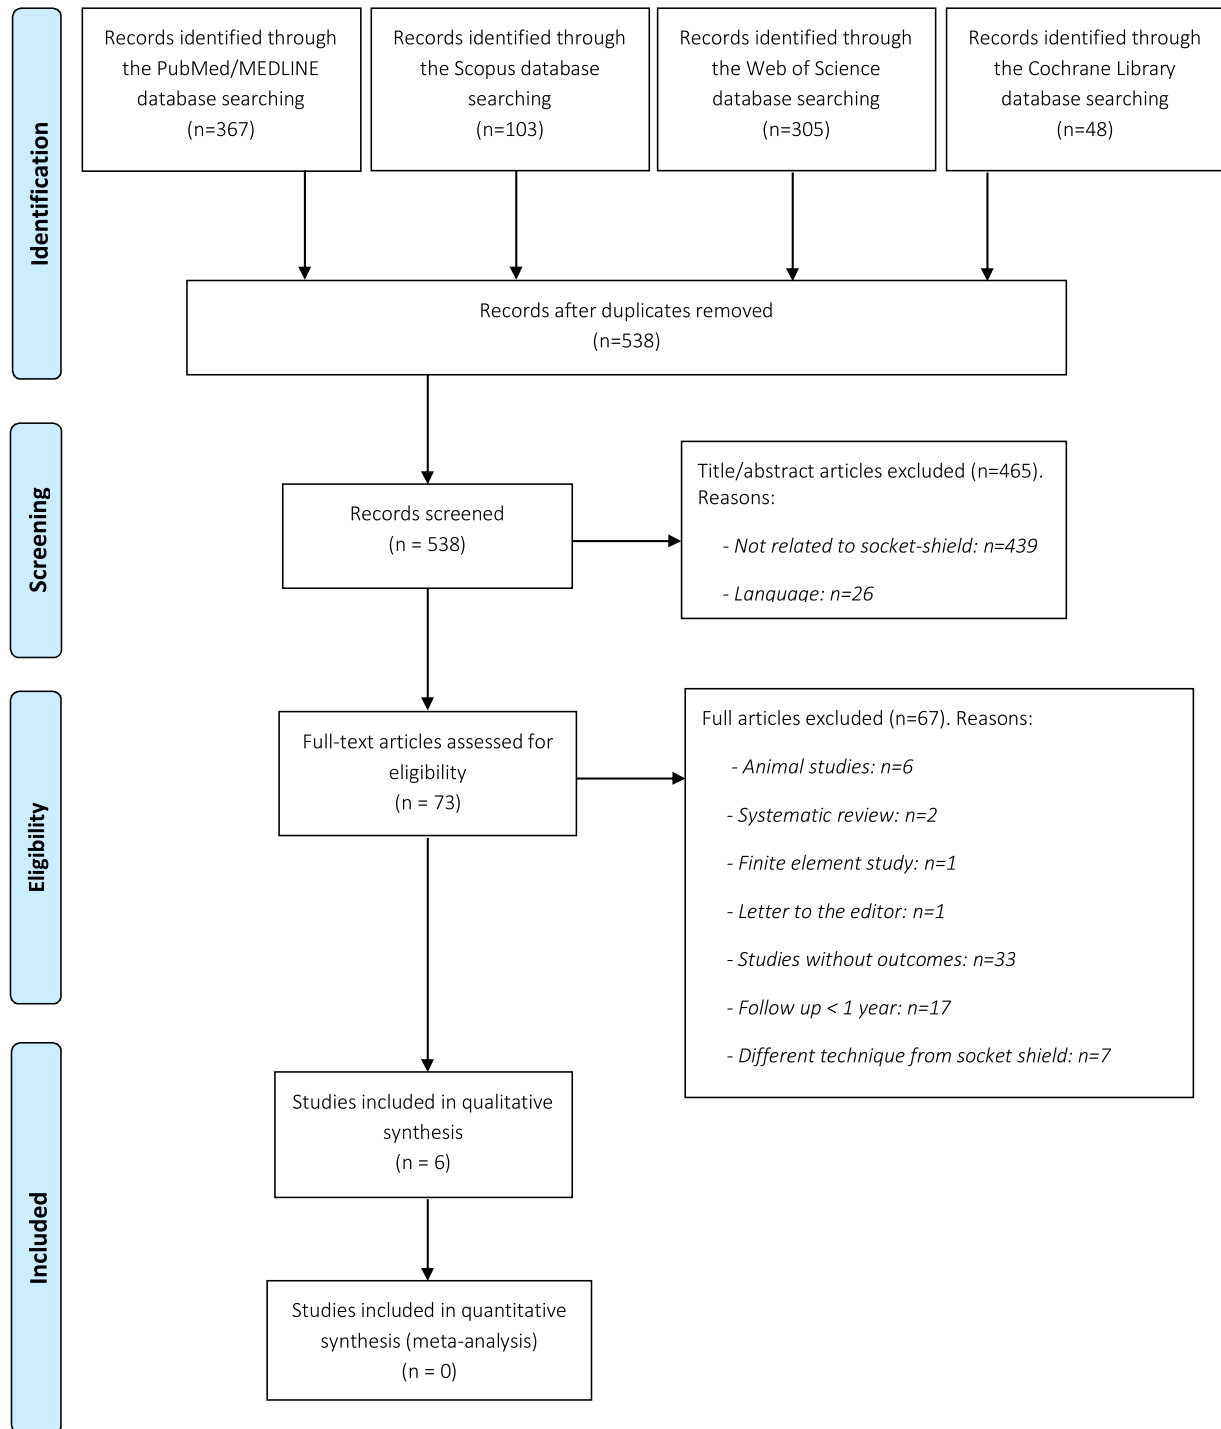 Identification
Records identified through
the PubMed/MEDLINE
database searching
(n=367)
Records identified through
the Scopus database
searching
(n=103)
Records identified through
the Web of Science
database searching
(n=305)
Records identified through
the Cochrane Library
database searching
(n=48)
Records after duplicates removed
(n=538)
Screening
Records screened
(n = 538)
Title/abstract articles excluded (n=465).
Reasons:
- Not related to socket-shield: n=439
- Language: n=26
Eligibility
Full-text articles assessed for
eligibility
(n = 73)
Full articles excluded (n=67). Reasons:
- Animal studies: n=6
- Systematic review: n=2
- Finite element study: n=1
- Letter to the editor: n=1
- Studies without outcomes: n=33
- Follow up < 1 year: n=17
- Different technique from socket shield: n=7
Included
Studies included in qualitative
synthesis
(n = 6)
Studies included in quantitative
synthesis (meta-analysis)
(n = 0)